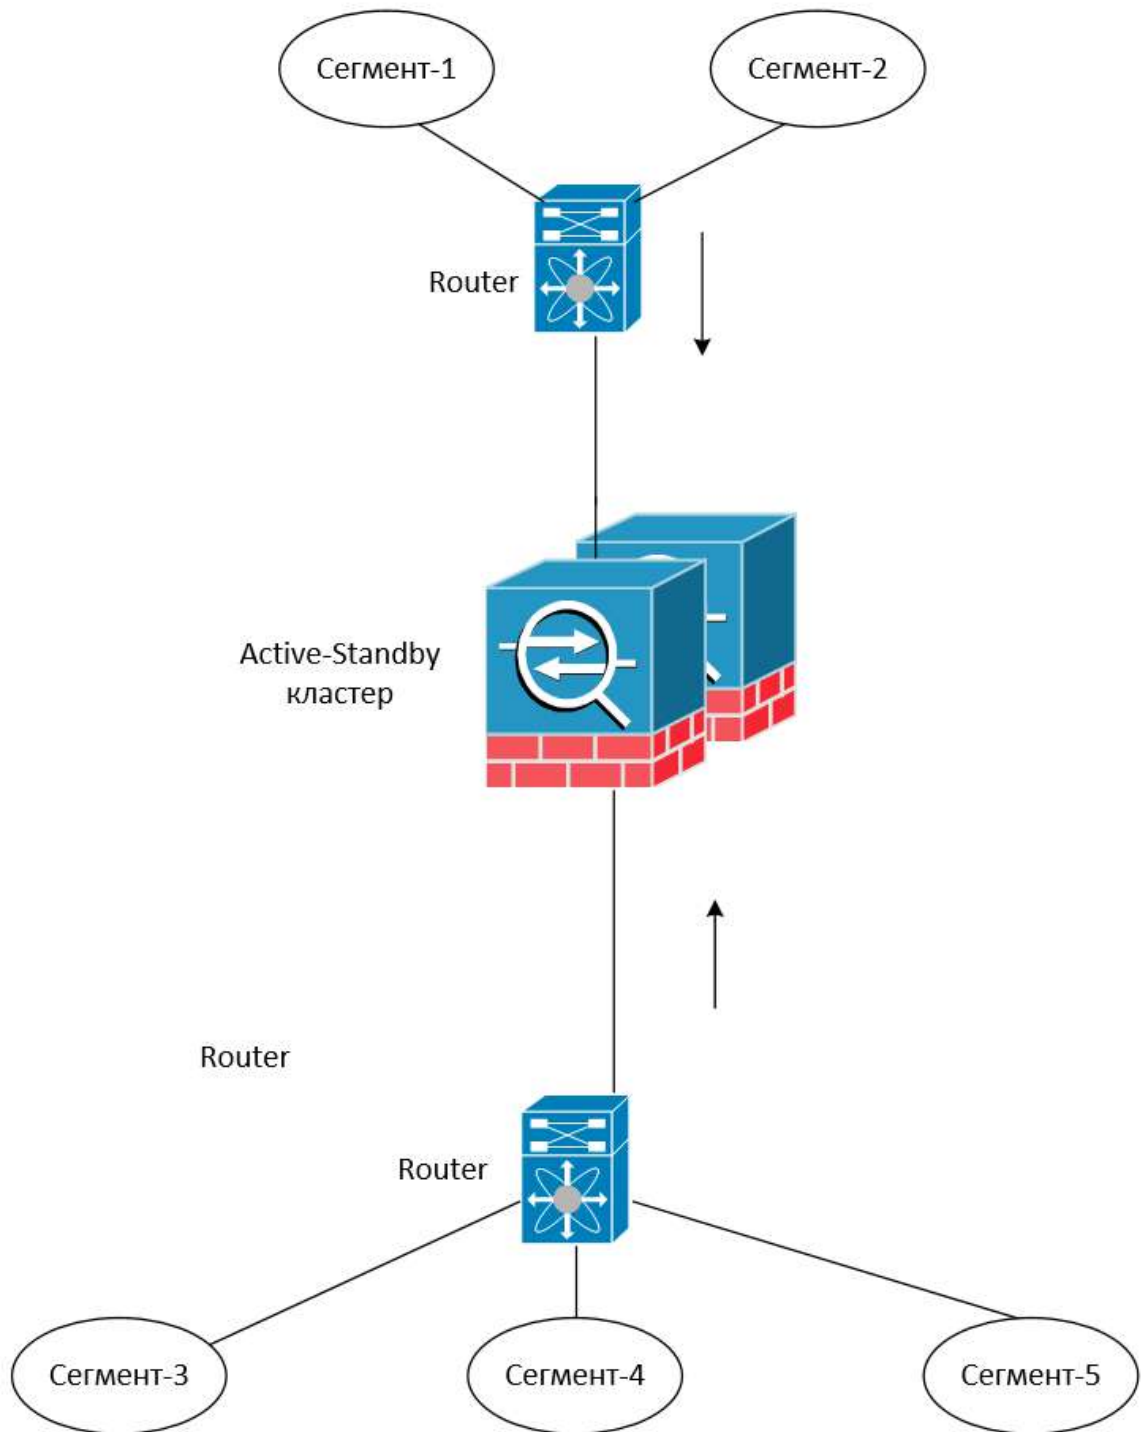 Сегмент-1
Сегмент-2
Router
Active-Standby
кластер
Router
Router
Сегмент-3
Сегмент-4
Сегмент-5